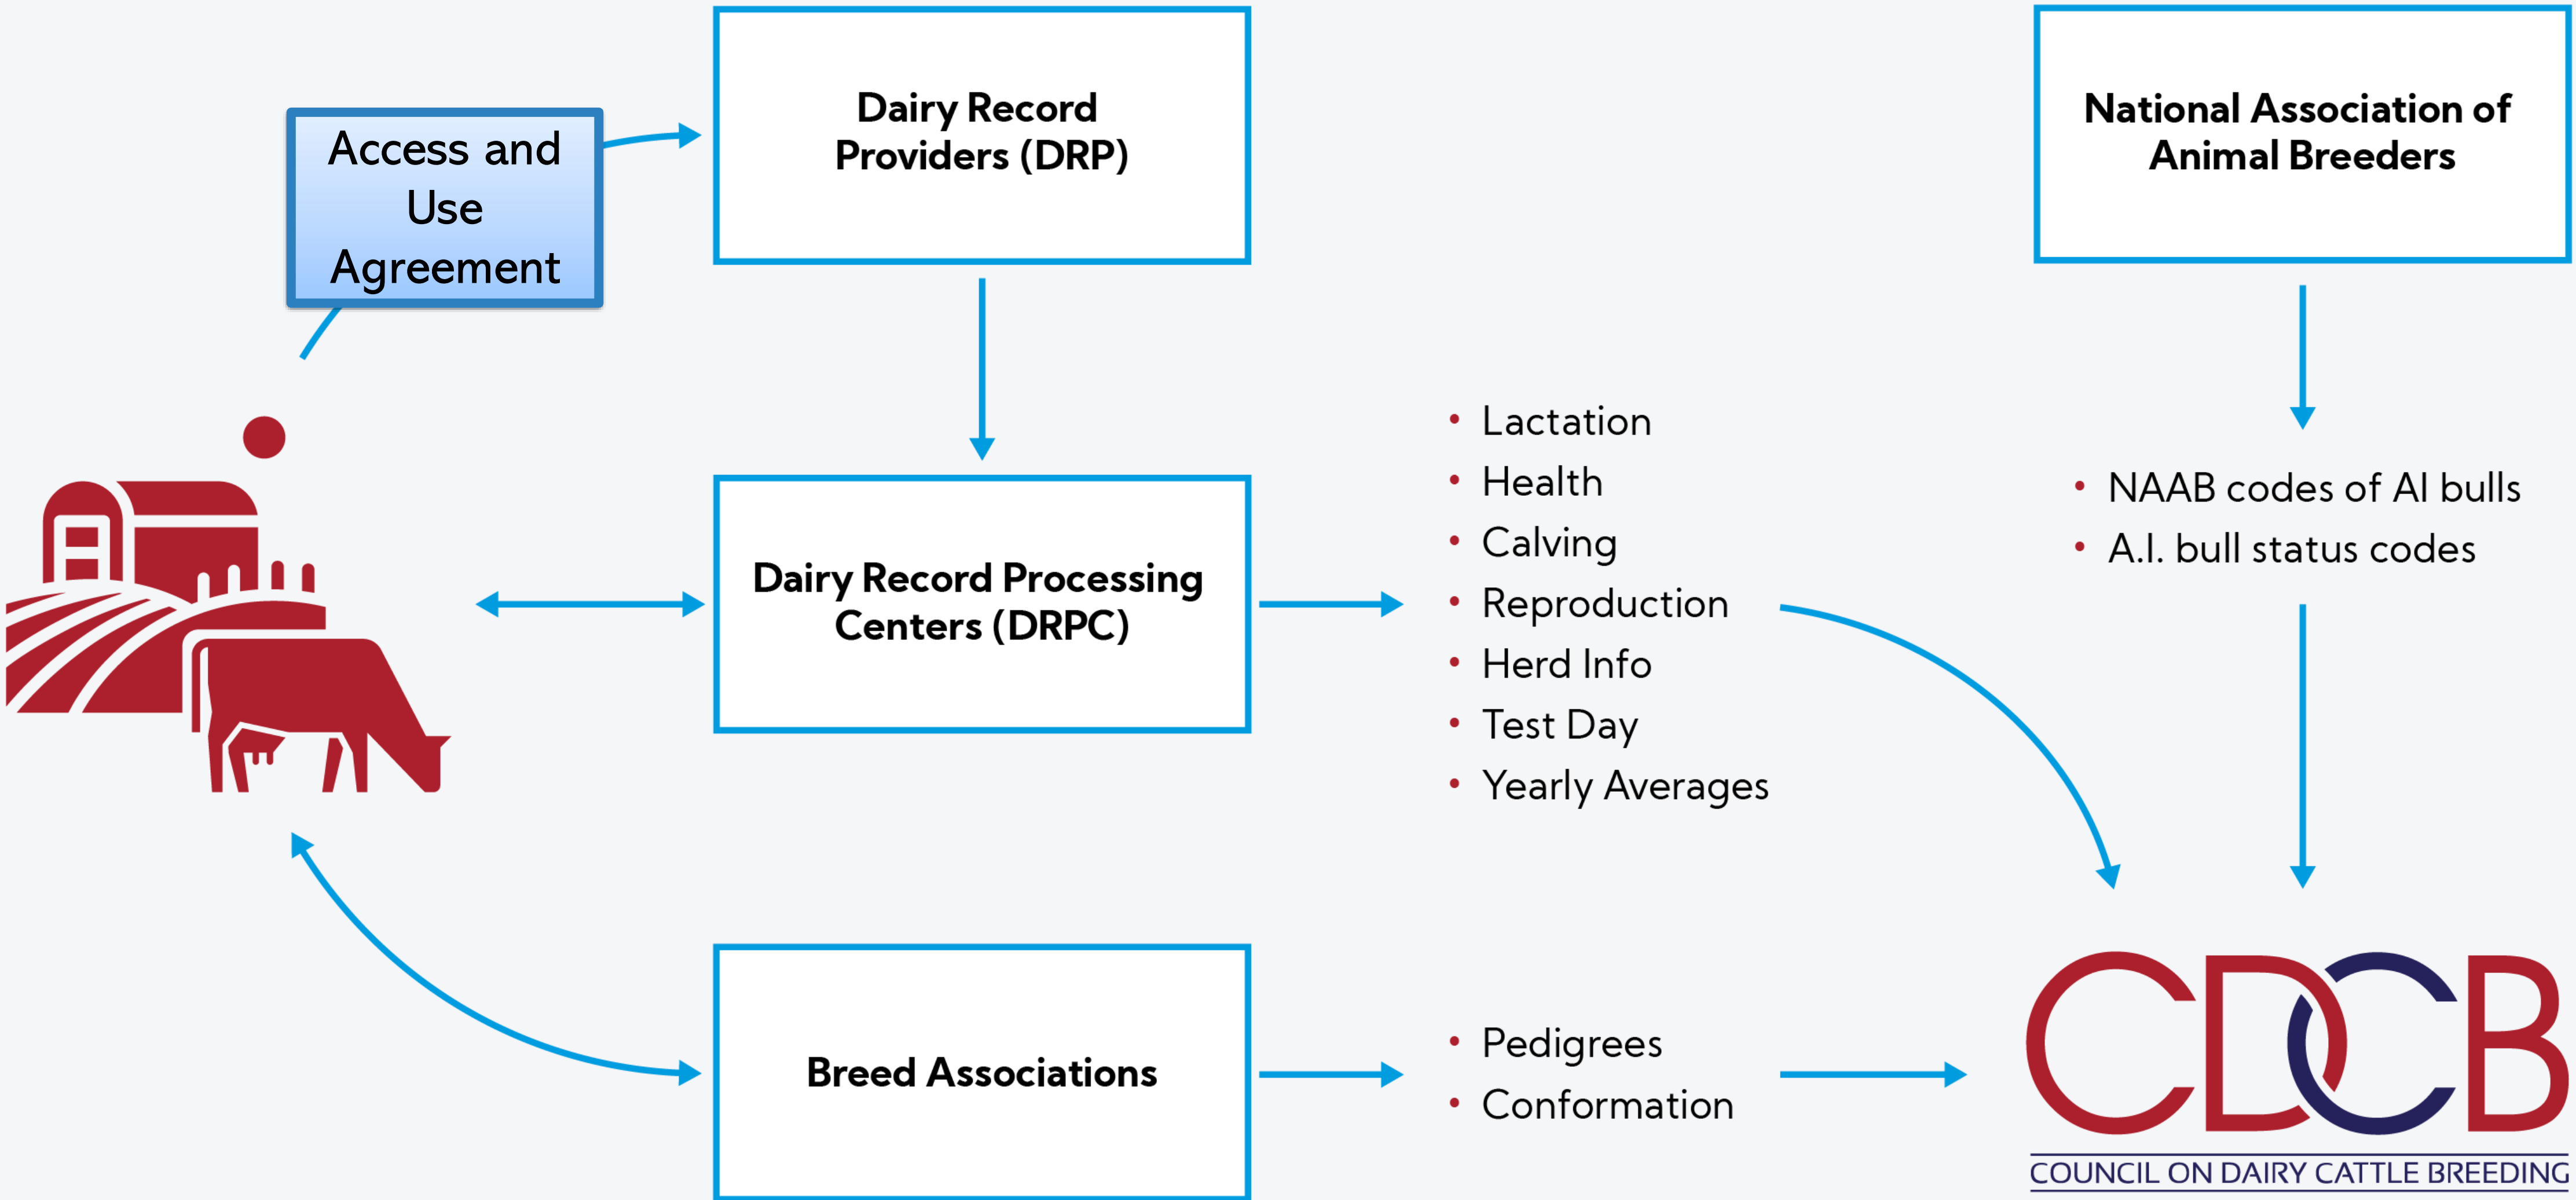 Access and
Use
Agreement
Dairy Record
Providers (DRP)
National Association of
Animal Breeders
Dairy Record Processing
Centers (DRPC)
• Lactation
• Health
• Calving
• Reproduction
• Herd Info
• Test Day
• Yearly Averages
• NAAB codes of AI bulls
• A.I. bull status codes
Breed Associations
• Pedigrees
• Conformation
CDCB
COUNCIL ON DAIRY CATTLE BREEDING